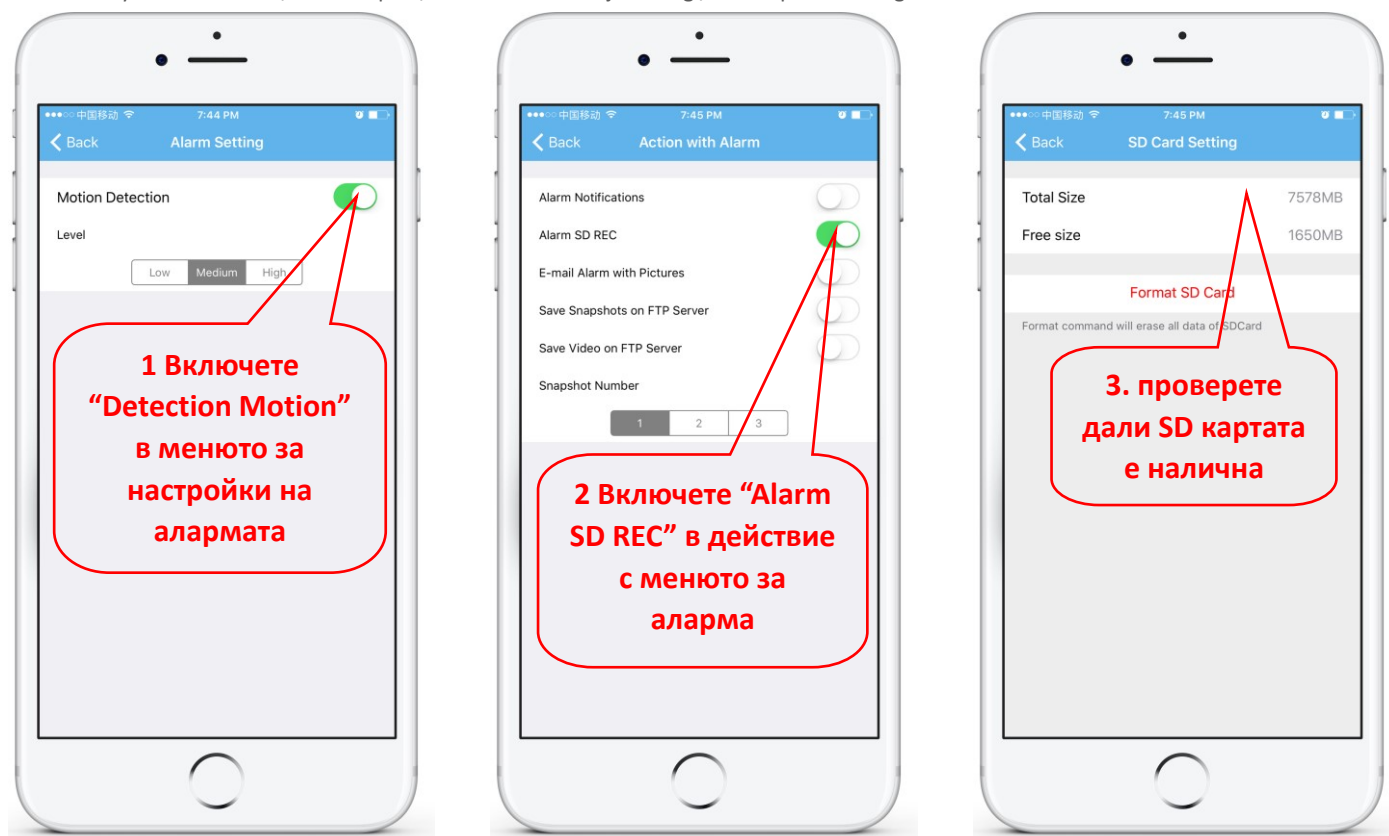 ●●●○○ 中国移动 7:44 PM
Back Alarm Setting
Motion Detection
Level
Low Medium High
1 Включете
“Detection Motion”
в менюто за
настройки на
алармата
●●●○○ 中国移动 7:45 PM
Back Action with Alarm
Alarm Notifications
Alarm SD REC
E-mail Alarm with Pictures
Save Snapshots on FTP Server
Save Video on FTP Server
Snapshot Number
1 2 3
2 Включете “Alarm
SD REC” в действие
с менюто за
аларма
●●●○○ 中国移动 7:45 PM
Back SD Card Setting
Total Size 7578MB
Free size 1650MB
Format SD Card
Format command will erase all data of SDCard
3. проверете
дали SD картата
е налична